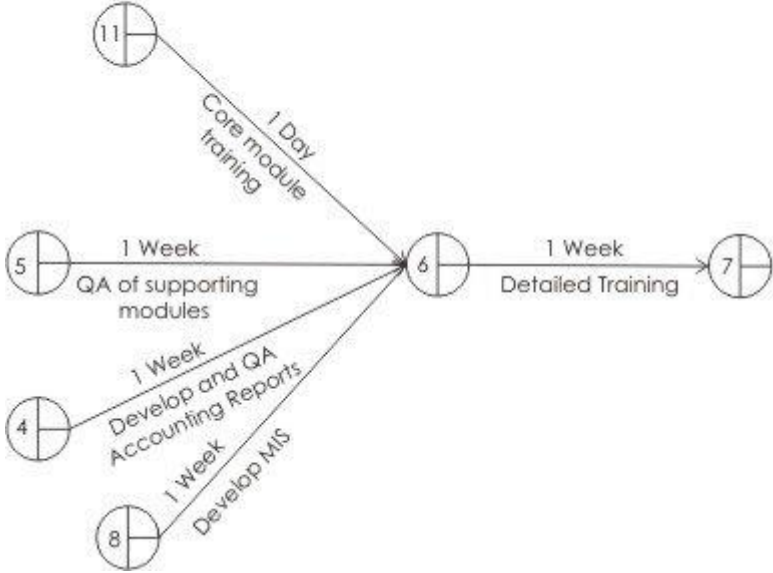 11
1 Day
Core module
training
5
1 Week
QA of supporting
modules
6
1 Week
Detailed Training
7
4
1 Week
Develop and QA
Accounting Reports
8
1 Week
Develop MIS